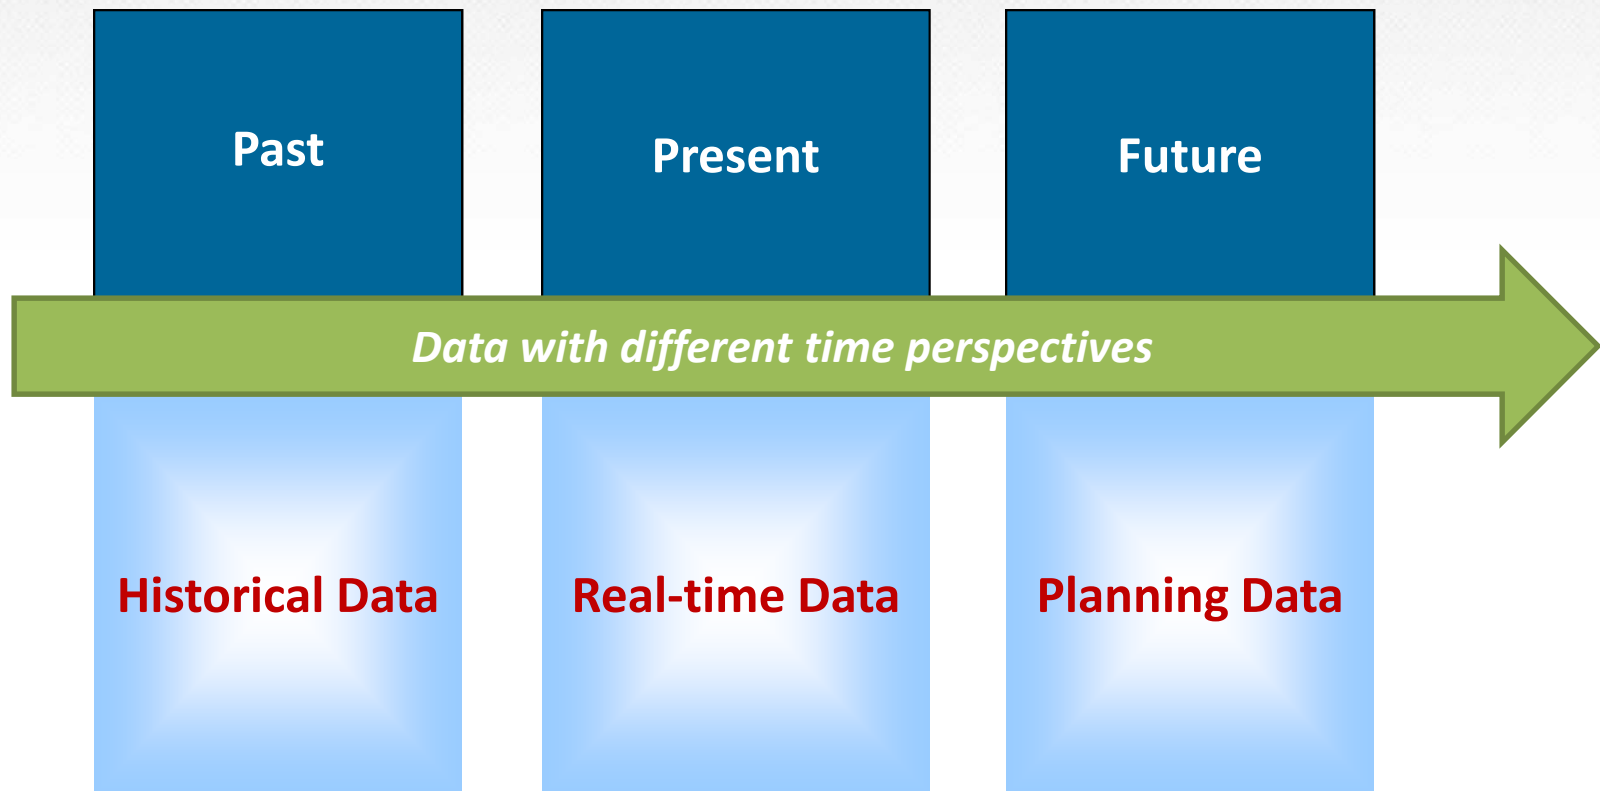 Past
Present
Future
Data with different time perspectives
Historical Data
Real-time Data
Planning Data